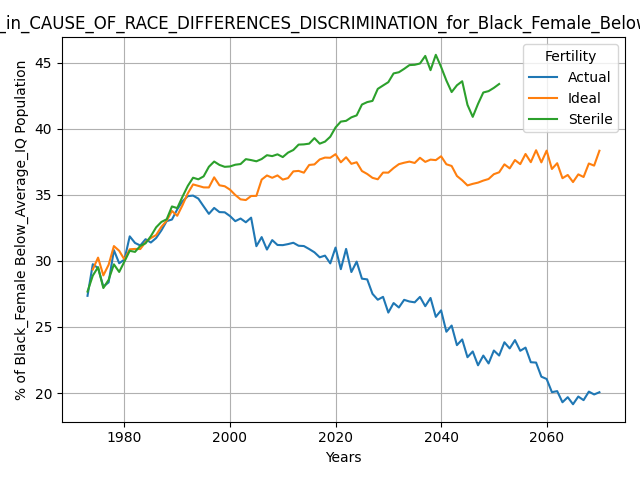 _in_CAUSE_OF_RACE_DIFFERENCES_DISCRIMINATION_for_Black_Female_Below
Fertility
Actual
Ideal
Sterile
% of Black_Female Below_Average_IQ Population
45
40
35
30
25
20
1980
2000
2020
2040
2060
Years